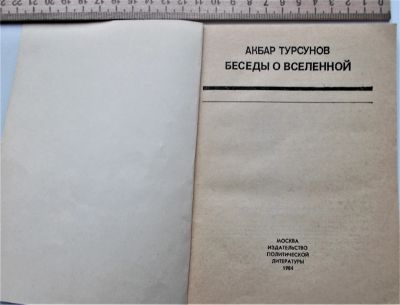 АКБАР ТУРСУНОВ
БЕСЕДЫ О ВСЕЛЕННОЙ
МОСКВА
ИЗДАТЕЛЬСТВО
ПОЛИТИЧЕСКОЙ
ЛИТЕРАТУРЫ
1984